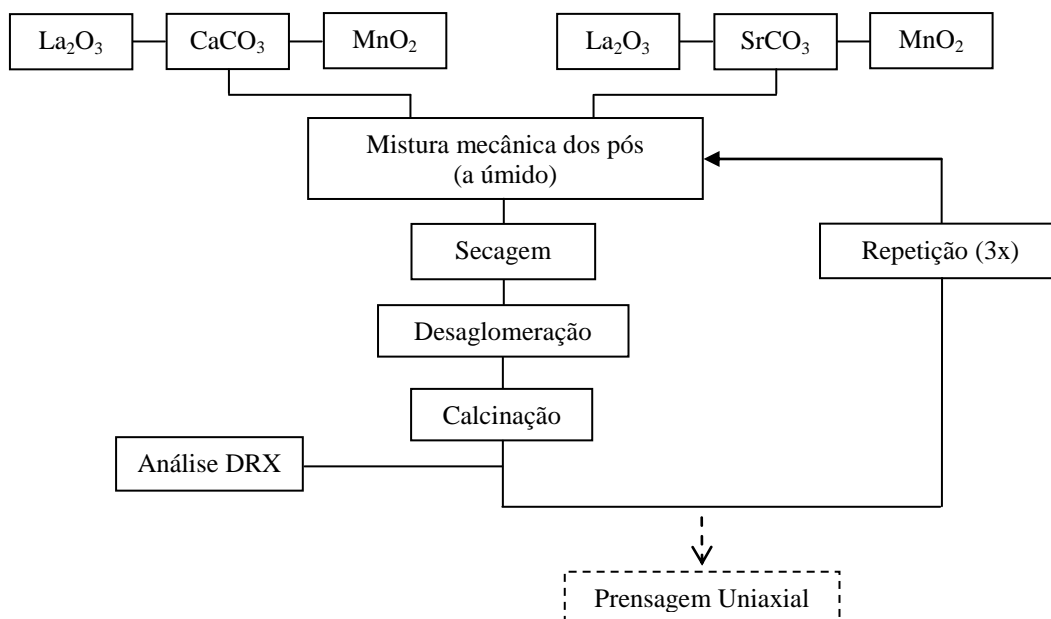 La₂O₃
CaCO₃
MnO₂
La₂O₃
SrCO₃
MnO₂
Mistura mecânica dos pós
(a úmido)
Secagem
Repetição (3x)
Desaglomeração
Calcinação
Análise DRX
Prensagem Uniaxial